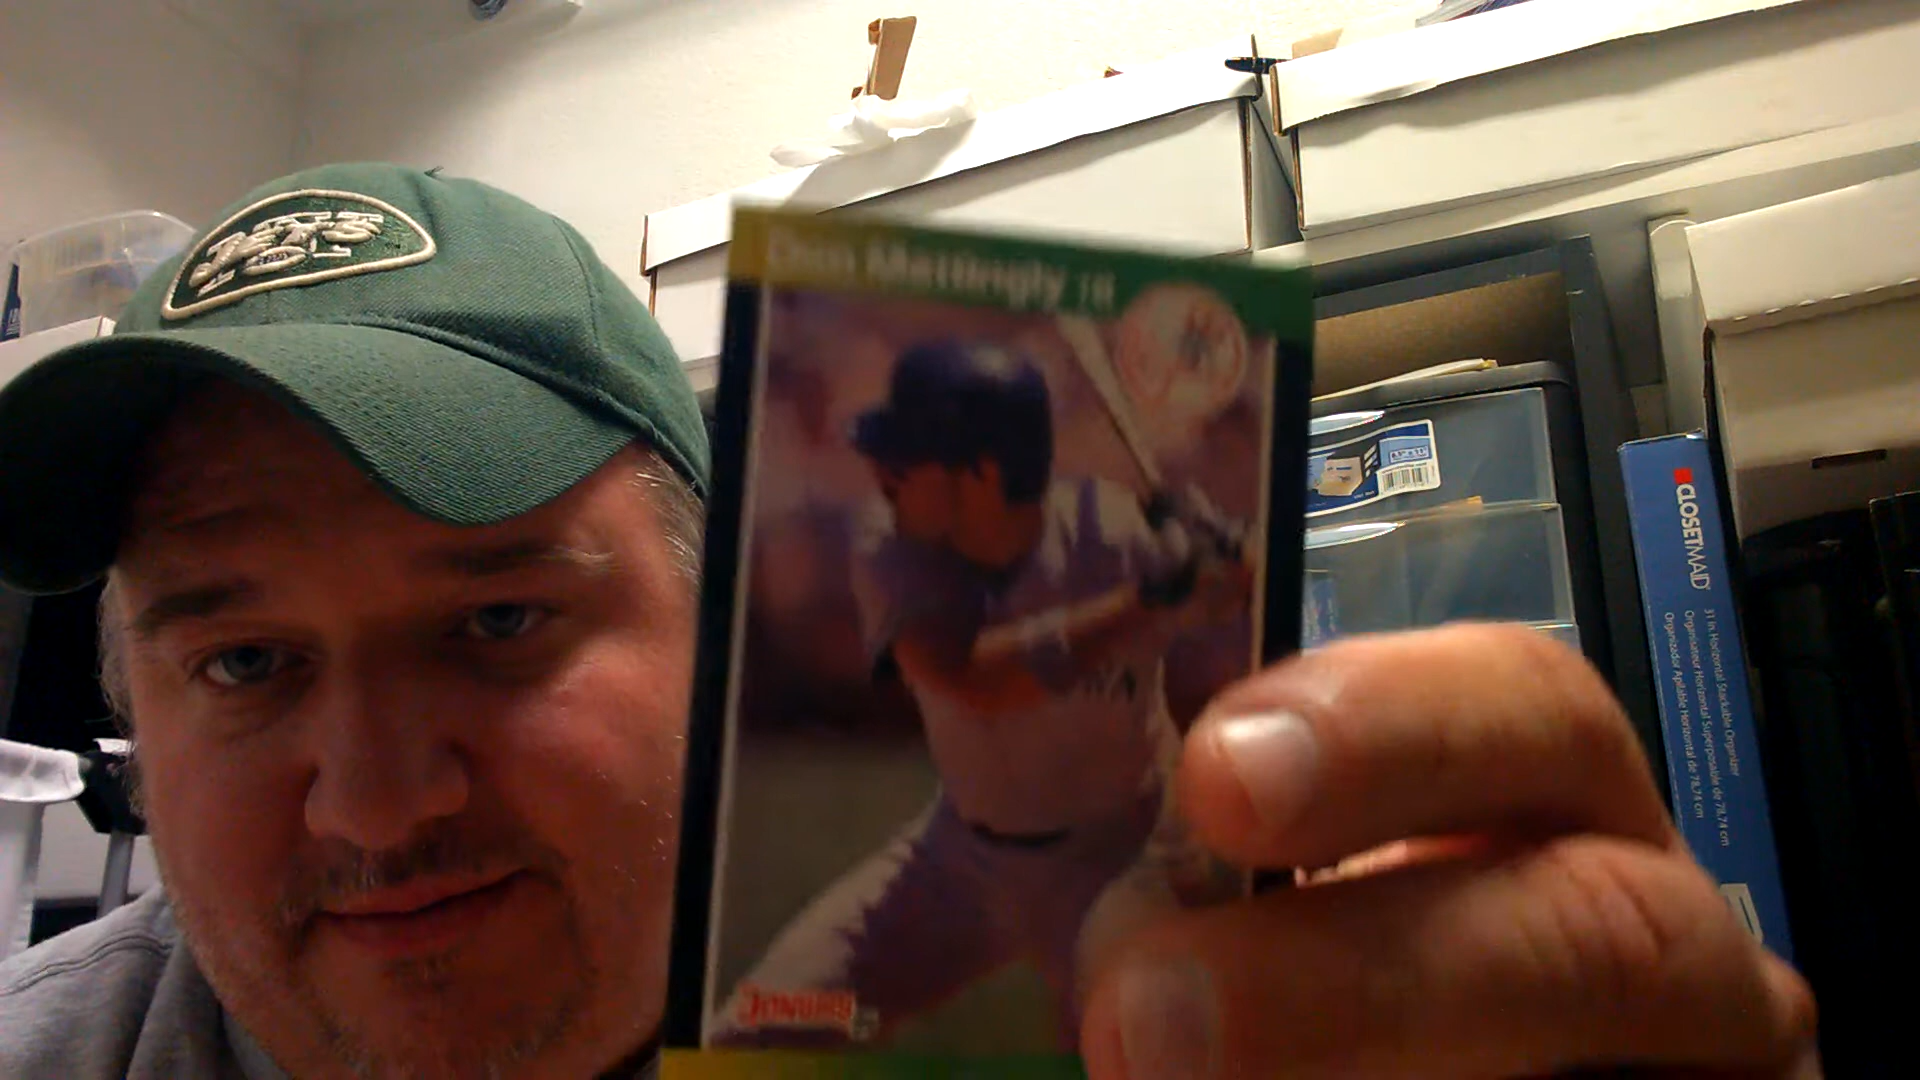 JETS
Don Mattingly 1B
NY
DONRUSS
CLOSETMAID
31 in Horizontal Stackable Organizer
Organisateur Horizontal Superposable de 78,74 cm
Organizador Apilable Horizontal de 78,74 cm